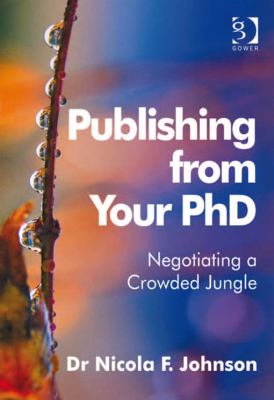 GOWER
Publishing
from
Your PhD
Negotiating a
Crowded Jungle
Dr Nicola F. Johnson